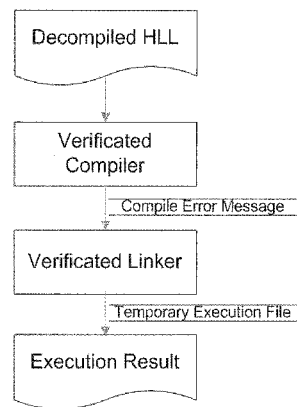 Decompiled HLL
Verificated
Compiler
Compile Error Message
Verificated Linker
Temporary Execution File
Execution Result